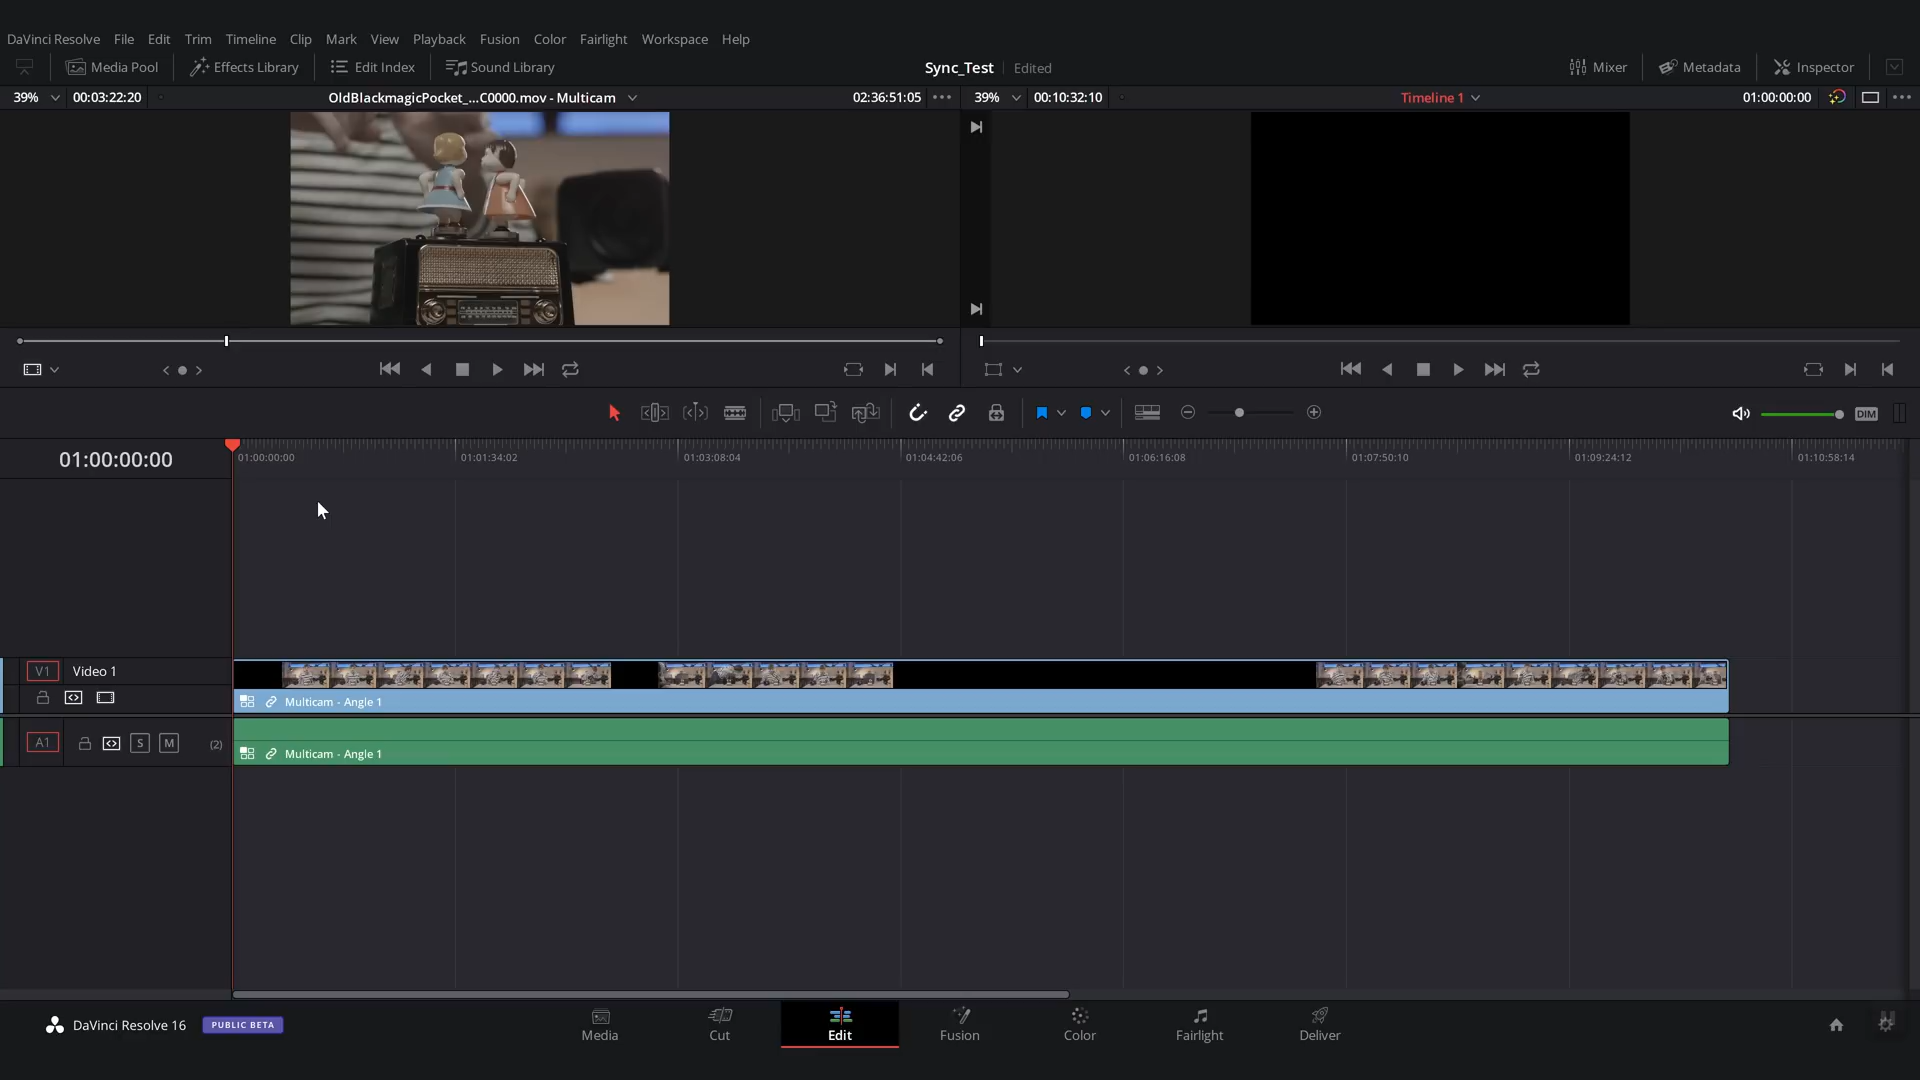 DaVinci Resolve File Edit Trim Timeline Clip Mark View Playback Fusion Color Fairlight Workspace Help
Media Pool Effects Library Edit Index Sound Library Sync_Test Edited Mixer Metadata Inspector
39% 00:03:22:20 OldBlackmagicPocket_...C0000.mov - Multicam 02:36:51:05 39% 00:10:32:10 Timeline 1 01:00:00:00
DIM
01:00:00:00 01:00:00:00 01:01:34:02 01:03:08:04 01:04:42:06 01:06:16:08 01:07:50:10 01:09:24:12 01:10:58:14
V1 Video 1
Multicam - Angle 1
A1 S M (2)
Multicam - Angle 1
DaVinci Resolve 16 PUBLIC BETA Media Cut Edit Fusion Color Fairlight Deliver